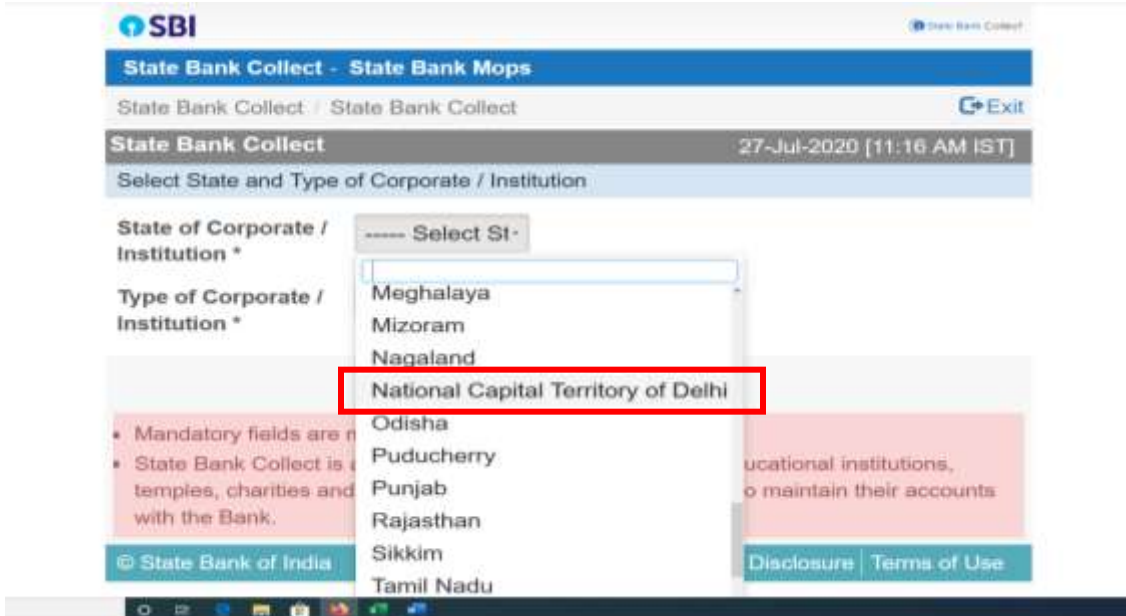 SBI
State Bank Collect
State Bank Collect - State Bank Mops
State Bank Collect / State Bank Collect
Exit
State Bank Collect 27-Jul-2020 [11:16 AM IST]
Select State and Type of Corporate / Institution
State of Corporate /
Institution *
----- Select St
Type of Corporate /
Institution *
Meghalaya
Mizoram
Nagaland
National Capital Territory of Delhi
Odisha
Puducherry
Punjab
Rajasthan
Sikkim
Tamil Nadu
• Mandatory fields are
• State Bank Collect is ucational institutions,
temples, charities and o maintain their accounts
with the Bank.
© State Bank of India Disclosure | Terms of Use